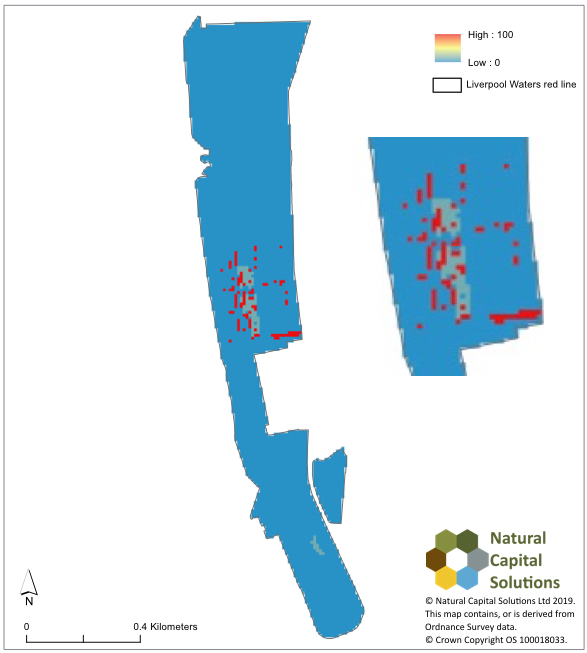 High : 100
Low : 0
Liverpool Waters red line
Natural
Capital
Solutions
N
0 0.4 Kilometers
© Natural Capital Solutions Ltd 2019.
This map contains, or is derived from
Ordnance Survey data.
© Crown Copyright OS 100018033.